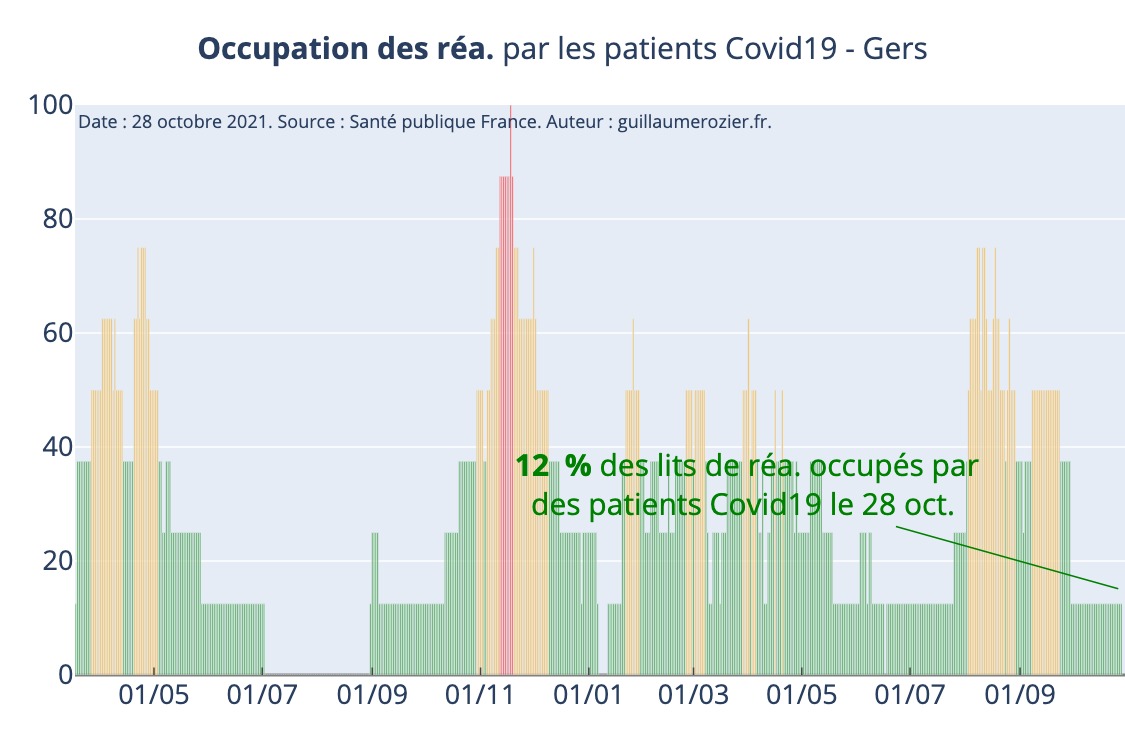 Occupation des réa. par les patients Covid19 - Gers
100
Date : 28 octobre 2021. Source : Santé publique France. Auteur : guillaumerozier.fr.
80
60
40
12 % des lits de réa. occupés par
des patients Covid19 le 28 oct.
20
0
01/05 01/07 01/09 01/11 01/01 01/03 01/05 01/07 01/09